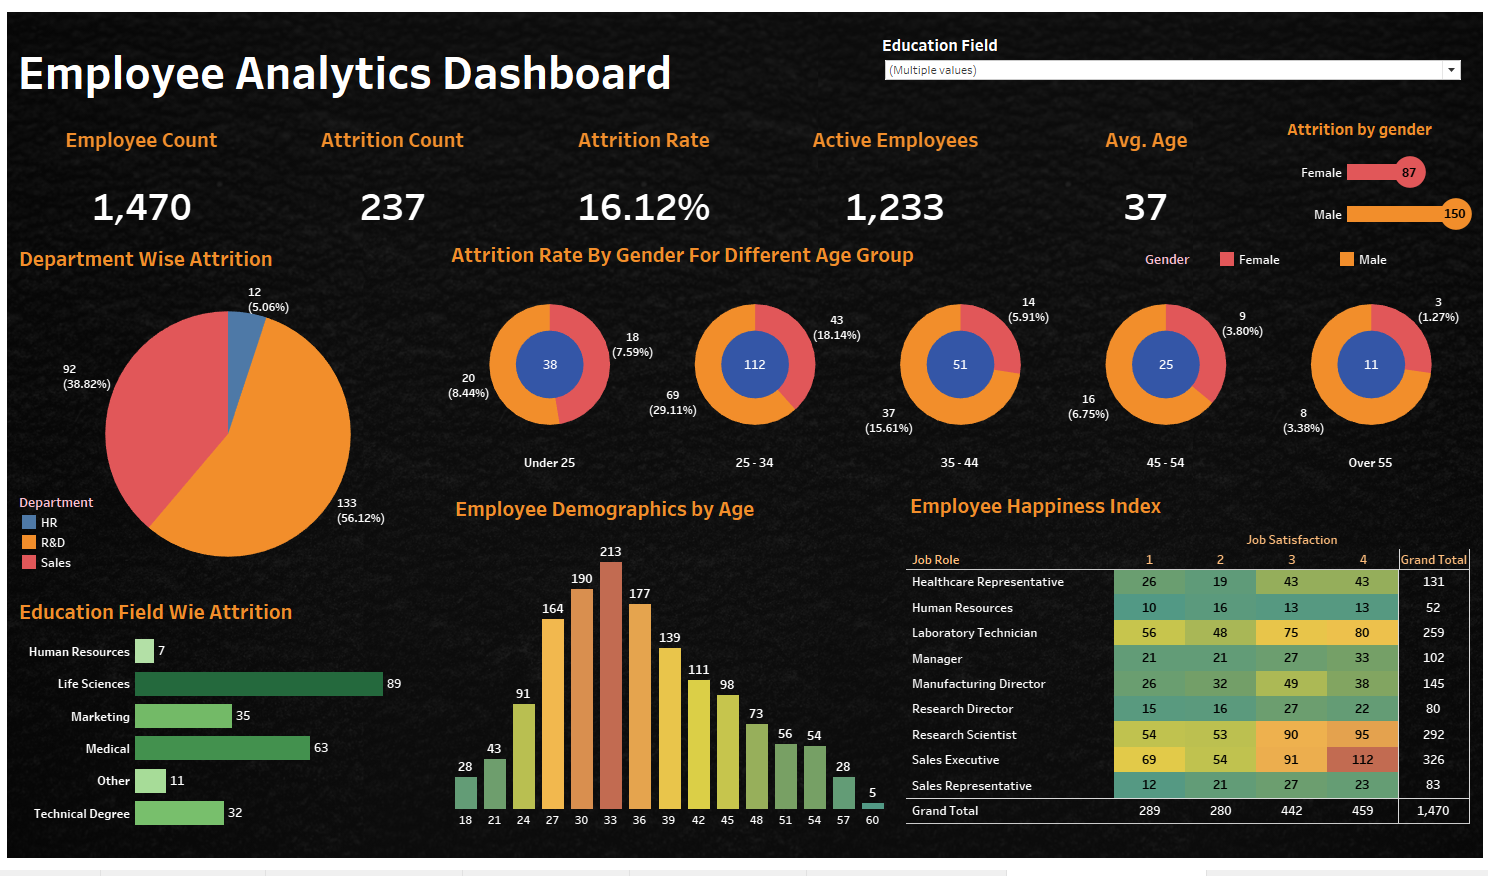 Employee Analytics Dashboard
Education Field
(Multiple values)
Employee Count
Attrition Count
Attrition Rate
Active Employees
Avg. Age
1,470
237
16.12%
1,233
37
Attrition by gender
Female 87
Male 150
Department Wise Attrition
12
(5.06%)
92
(38.82%)
133
(56.12%)
Department
HR
R&D
Sales
Attrition Rate By Gender For Different Age Group
Gender Female Male
18
(7.59%)
38
20
(8.44%)
Under 25
43
(18.14%)
112
69
(29.11%)
25 - 34
14
(5.91%)
51
37
(15.61%)
35 - 44
9
(3.80%)
25
16
(6.75%)
45 - 54
3
(1.27%)
11
8
(3.38%)
Over 55
Education Field Wie Attrition
Human Resources 7
Life Sciences 89
Marketing 35
Medical 63
Other 11
Technical Degree 32
Employee Demographics by Age
28 43 91 164 190 213 177 139 111 98 73 56 54 28 5
18 21 24 27 30 33 36 39 42 45 48 51 54 57 60
Employee Happiness Index
Job Satisfaction
Job Role 1 2 3 4 Grand Total
Healthcare Representative 26 19 43 43 131
Human Resources 10 16 13 13 52
Laboratory Technician 56 48 75 80 259
Manager 21 21 27 33 102
Manufacturing Director 26 32 49 38 145
Research Director 15 16 27 22 80
Research Scientist 54 53 90 95 292
Sales Executive 69 54 91 112 326
Sales Representative 12 21 27 23 83
Grand Total 289 280 442 459 1,470